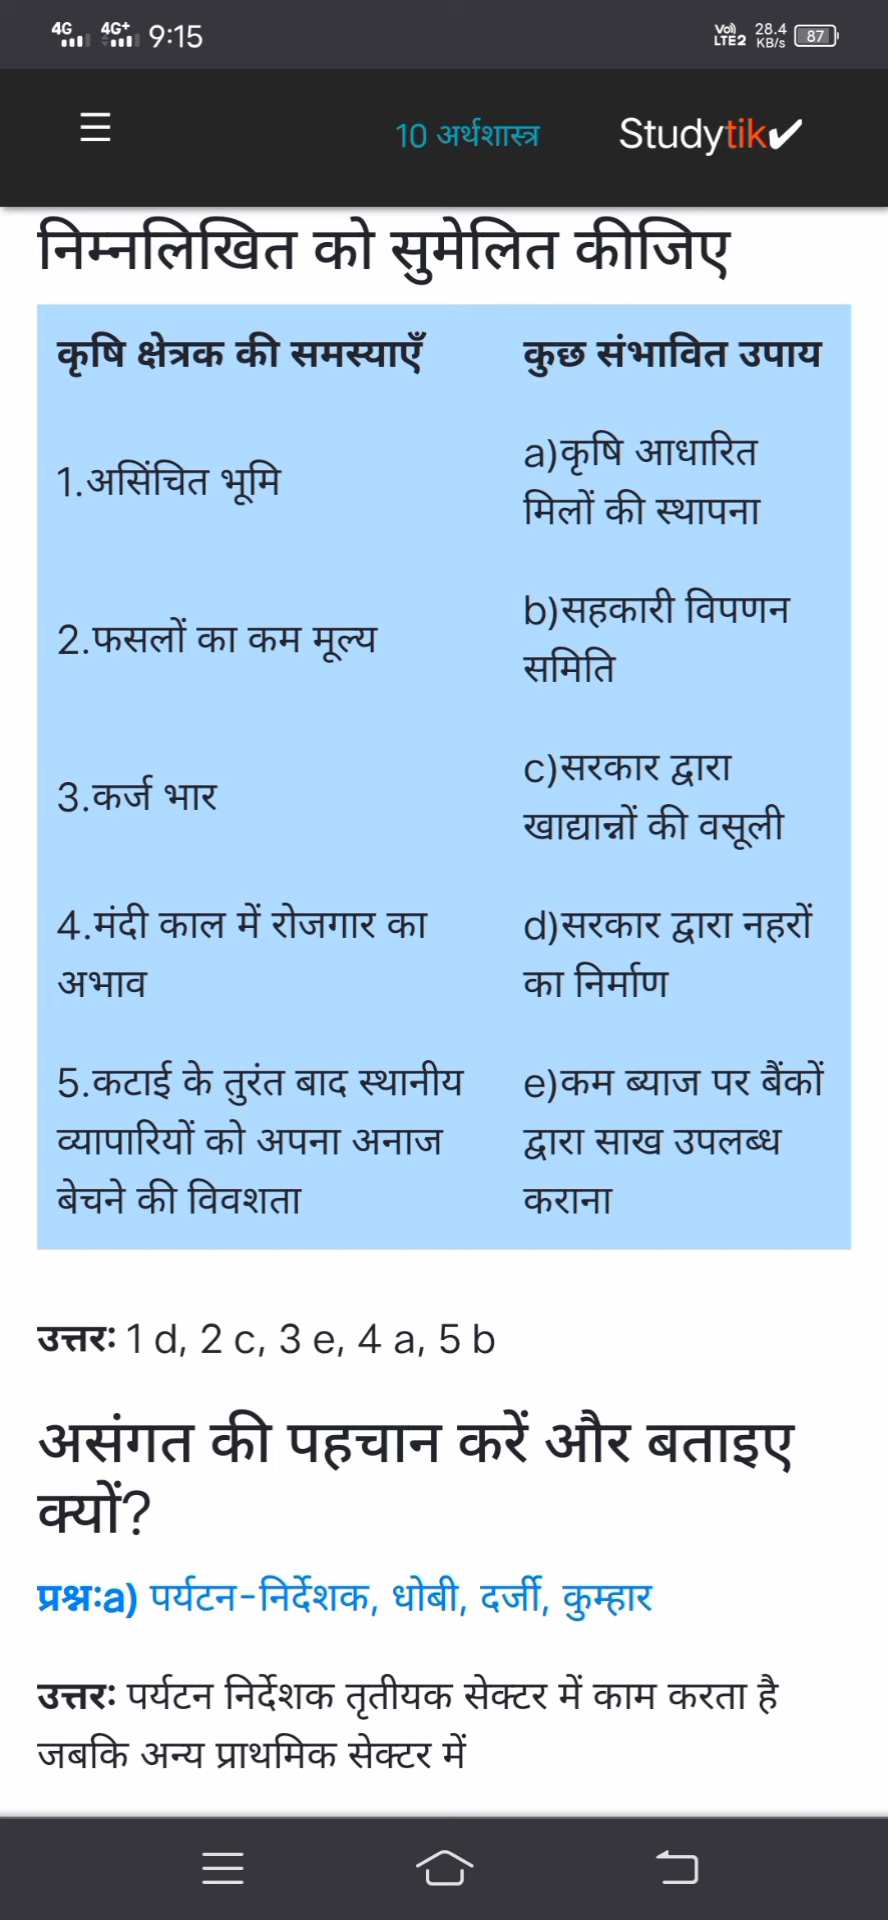 4G 4G+ 9:15 Vo) LTE2 28.4 KB/s 87
10 अर्थशास्त्र Studytik✔
निम्नलिखित को सुमेलित कीजिए
कृषि क्षेत्रक की समस्याएँ कुछ संभावित उपाय
1.असिंचित भूमि
a)कृषि आधारित
मिलों की स्थापना
2.फसलों का कम मूल्य
b)सहकारी विपणन
समिति
3.कर्ज भार
c)सरकार द्वारा
खाद्यान्नों की वसूली
4.मंदी काल में रोजगार का
अभाव
d)सरकार द्वारा नहरों
का निर्माण
5.कटाई के तुरंत बाद स्थानीय
व्यापारियों को अपना अनाज
बेचने की विवशता
e)कम ब्याज पर बैंकों
द्वारा साख उपलब्ध
कराना
उत्तरः 1 d, 2 c, 3 e, 4 a, 5 b
असंगत की पहचान करें और बताइए
क्यों?
प्रश्नः:a) पर्यटन-निर्देशक, धोबी, दर्जी, कुम्हार
उत्तरः पर्यटन निर्देशक तृतीयक सेक्टर में काम करता है
जबकि अन्य प्राथमिक सेक्टर में